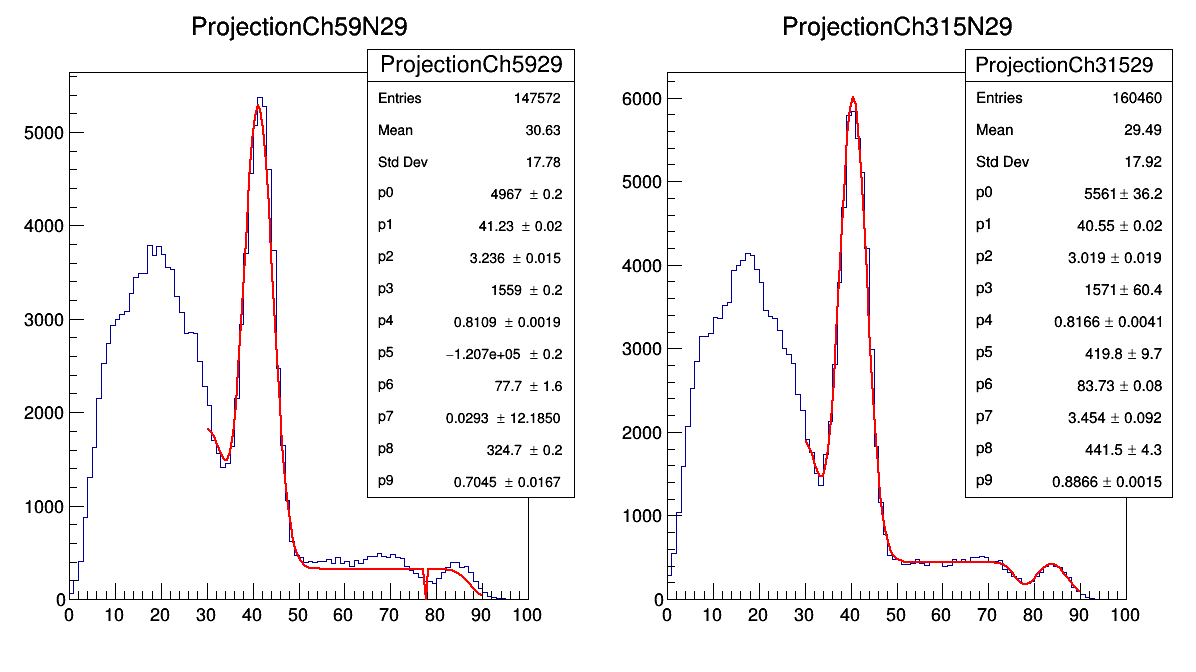 ProjectionCh59N29
ProjectionCh5929
Entries 147572
Mean 30.63
Std Dev 17.78
p0 4967 ± 0.2
p1 41.23 ± 0.02
p2 3.236 ± 0.015
p3 1559 ± 0.2
p4 0.8109 ± 0.0019
p5 −1.207e+05 ± 0.2
p6 77.7 ± 1.6
p7 0.0293 ± 12.1850
p8 324.7 ± 0.2
p9 0.7045 ± 0.0167
5000
4000
3000
2000
1000
0
0 10 20 30 40 50 60 70 80 90 100
ProjectionCh315N29
ProjectionCh31529
Entries 160460
Mean 29.49
Std Dev 17.92
p0 5561 ± 36.2
p1 40.55 ± 0.02
p2 3.019 ± 0.019
p3 1571 ± 60.4
p4 0.8166 ± 0.0041
p5 419.8 ± 9.7
p6 83.73 ± 0.08
p7 3.454 ± 0.092
p8 441.5 ± 4.3
p9 0.8866 ± 0.0015
6000
5000
4000
3000
2000
1000
0
0 10 20 30 40 50 60 70 80 90 100